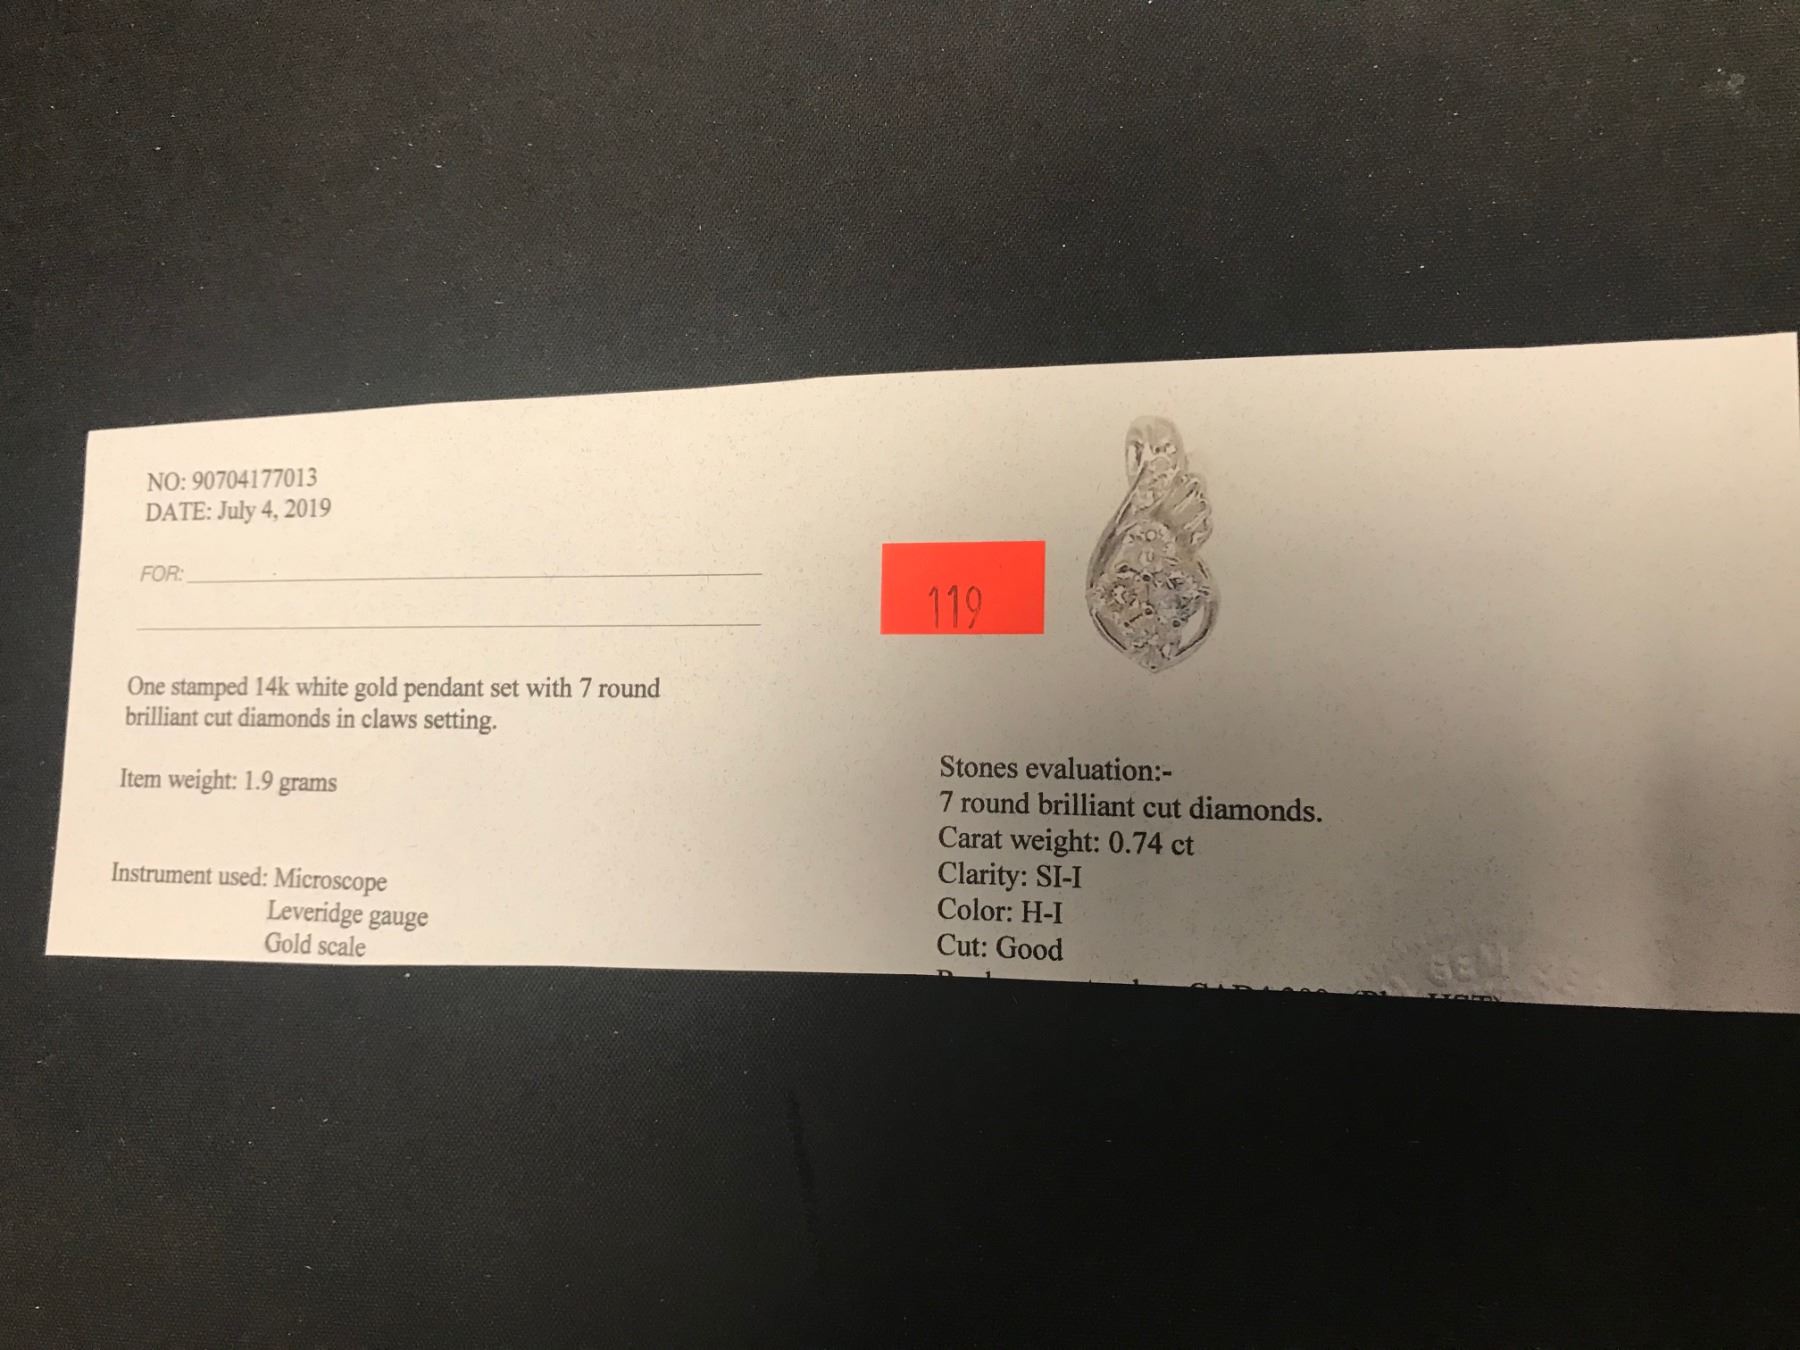 NO: 90704177013
DATE: July 4, 2019
FOR:
One stamped 14k white gold pendant set with 7 round
brilliant cut diamonds in claws setting.
Item weight: 1.9 grams
Instrument used: Microscope
Leveridge gauge
Gold scale
119
Stones evaluation:-
7 round brilliant cut diamonds.
Carat weight: 0.74 ct
Clarity: SI-I
Color: H-I
Cut: Good
GEM